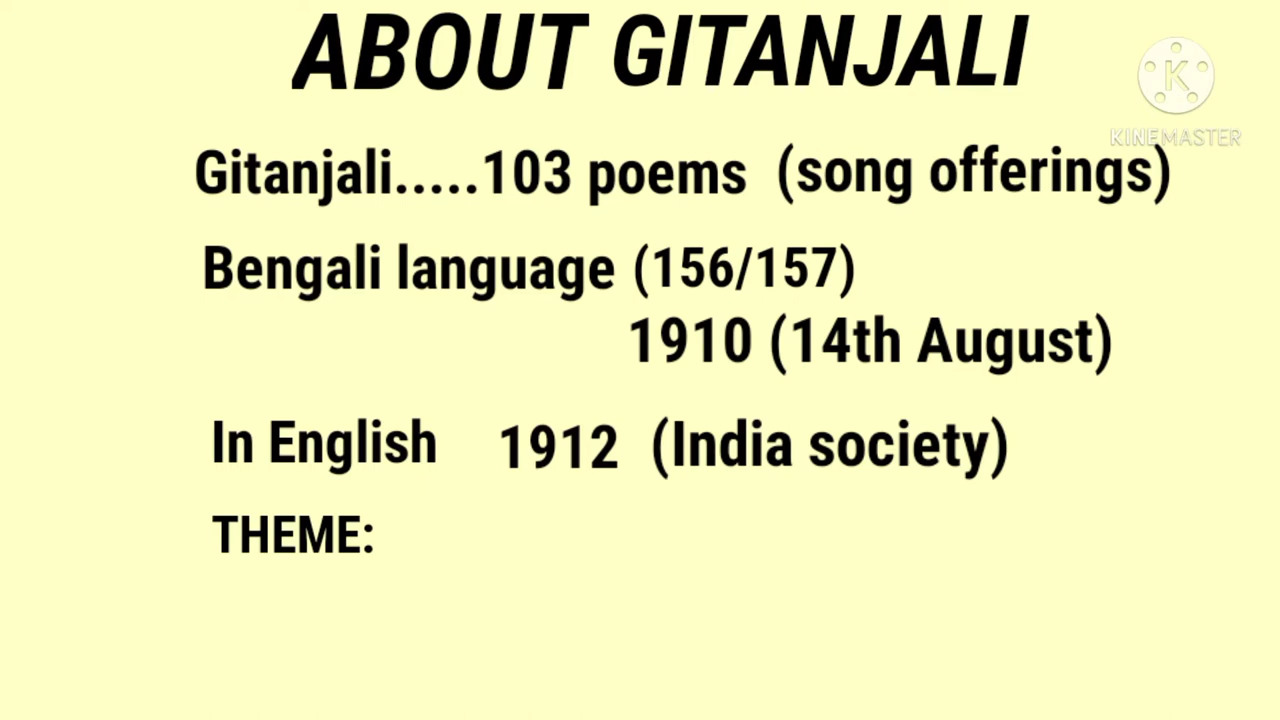 ABOUT GITANJALI
K
KINEMASTER
Gitanjali.....103 poems (song offerings)
Bengali language (156/157)
1910 (14th August)
In English 1912 (India society)
THEME: